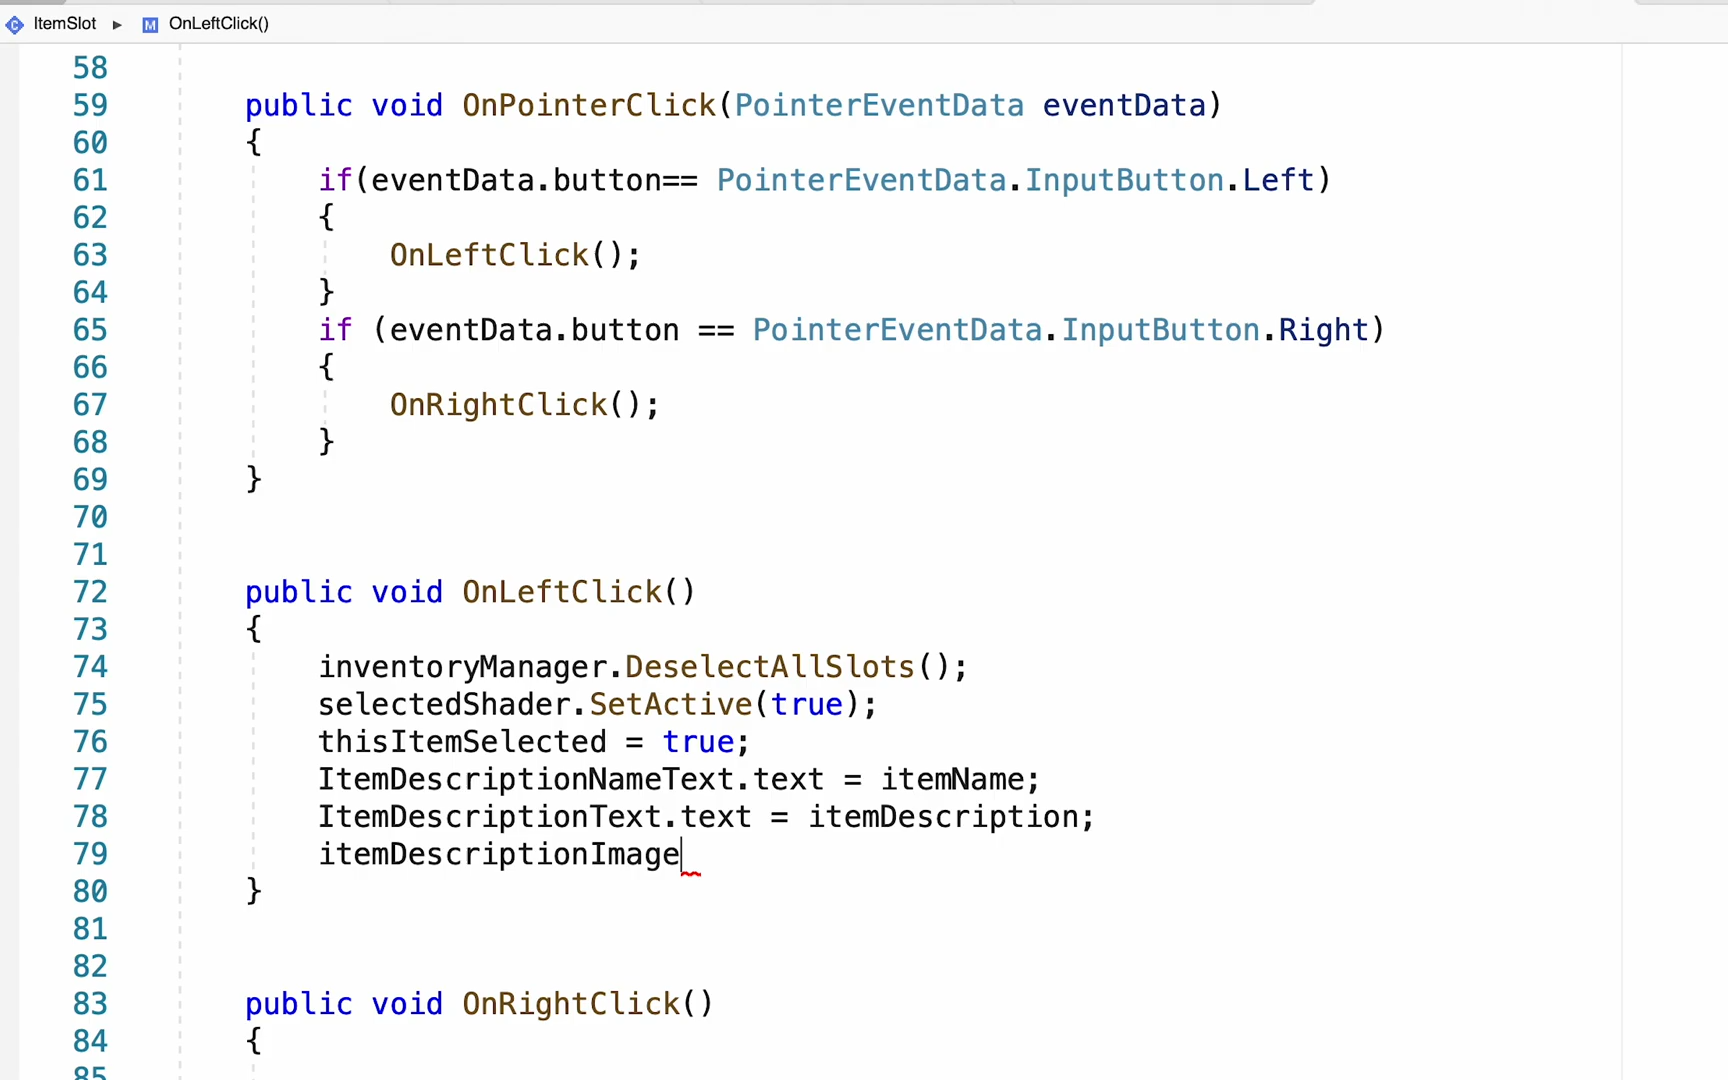 ItemSlot ▸ M OnLeftClick()
58
59 public void OnPointerClick(PointerEventData eventData)
60 {
61 if(eventData.button== PointerEventData.InputButton.Left)
62 {
63 OnLeftClick();
64 }
65 if (eventData.button == PointerEventData.InputButton.Right)
66 {
67 OnRightClick();
68 }
69 }
70
71
72 public void OnLeftClick()
73 {
74 inventoryManager.DeselectAllSlots();
75 selectedShader.SetActive(true);
76 thisItemSelected = true;
77 ItemDescriptionNameText.text = itemName;
78 ItemDescriptionText.text = itemDescription;
79 itemDescriptionImage
80 }
81
82
83 public void OnRightClick()
84 {
85